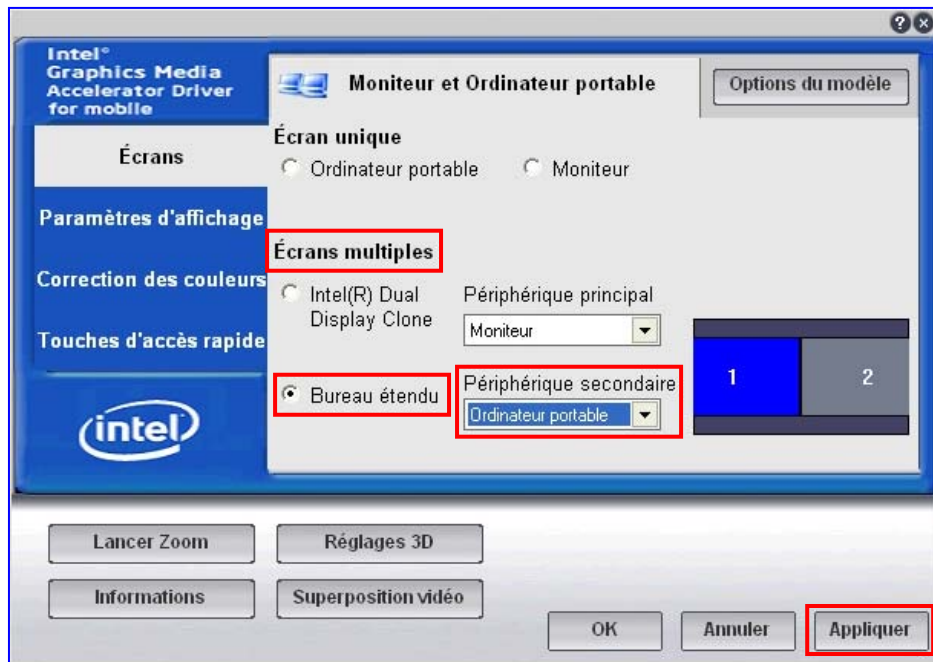 Intel®
Graphics Media
Accelerator Driver
for mobile
Moniteur et Ordinateur portable
Options du modèle
Écrans
Paramètres d'affichage
Correction des couleurs
Touches d'accès rapide
intel
Écran unique
Ordinateur portable
Moniteur
Écrans multiples
Intel(R) Dual
Display Clone
Périphérique principal
Moniteur
Bureau étendu
Périphérique secondaire
Ordinateur portable
1
2
Lancer Zoom
Réglages 3D
Informations
Superposition vidéo
OK
Annuler
Appliquer